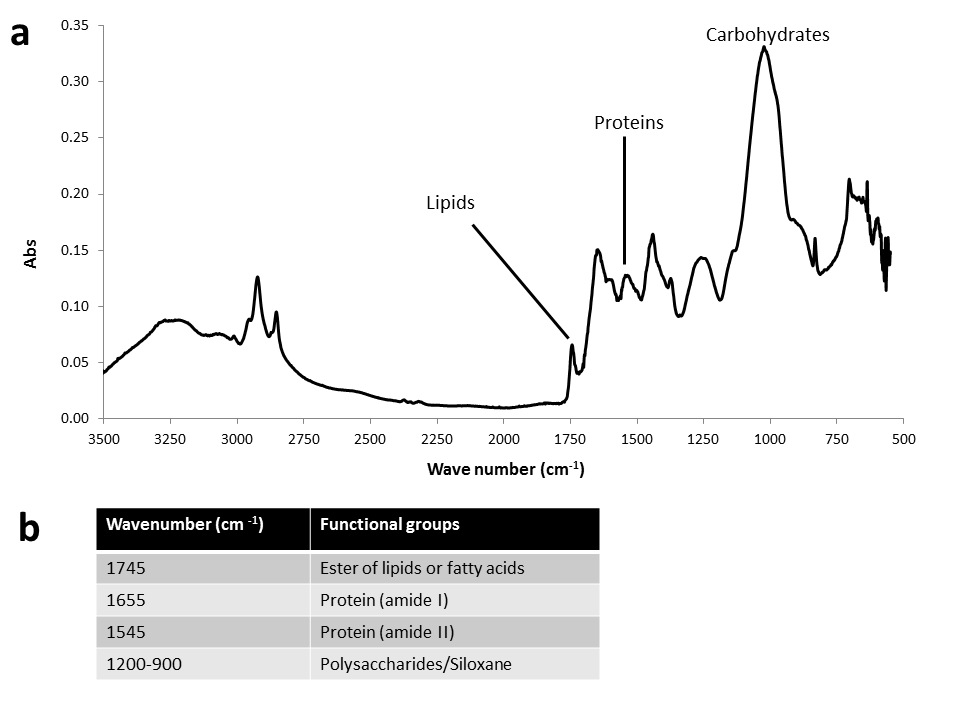 a
0.35
Carbohydrates
0.30
0.25
Proteins
0.20
Lipids
0.15
Abs
0.10
0.05
0.00
3500 3250 3000 2750 2500 2250 2000 1750 1500 1250 1000 750 500
Wave number (cm-1)
b
Wavenumber (cm -1) Functional groups
1745 Ester of lipids or fatty acids
1655 Protein (amide I)
1545 Protein (amide II)
1200-900 Polysaccharides/Siloxane